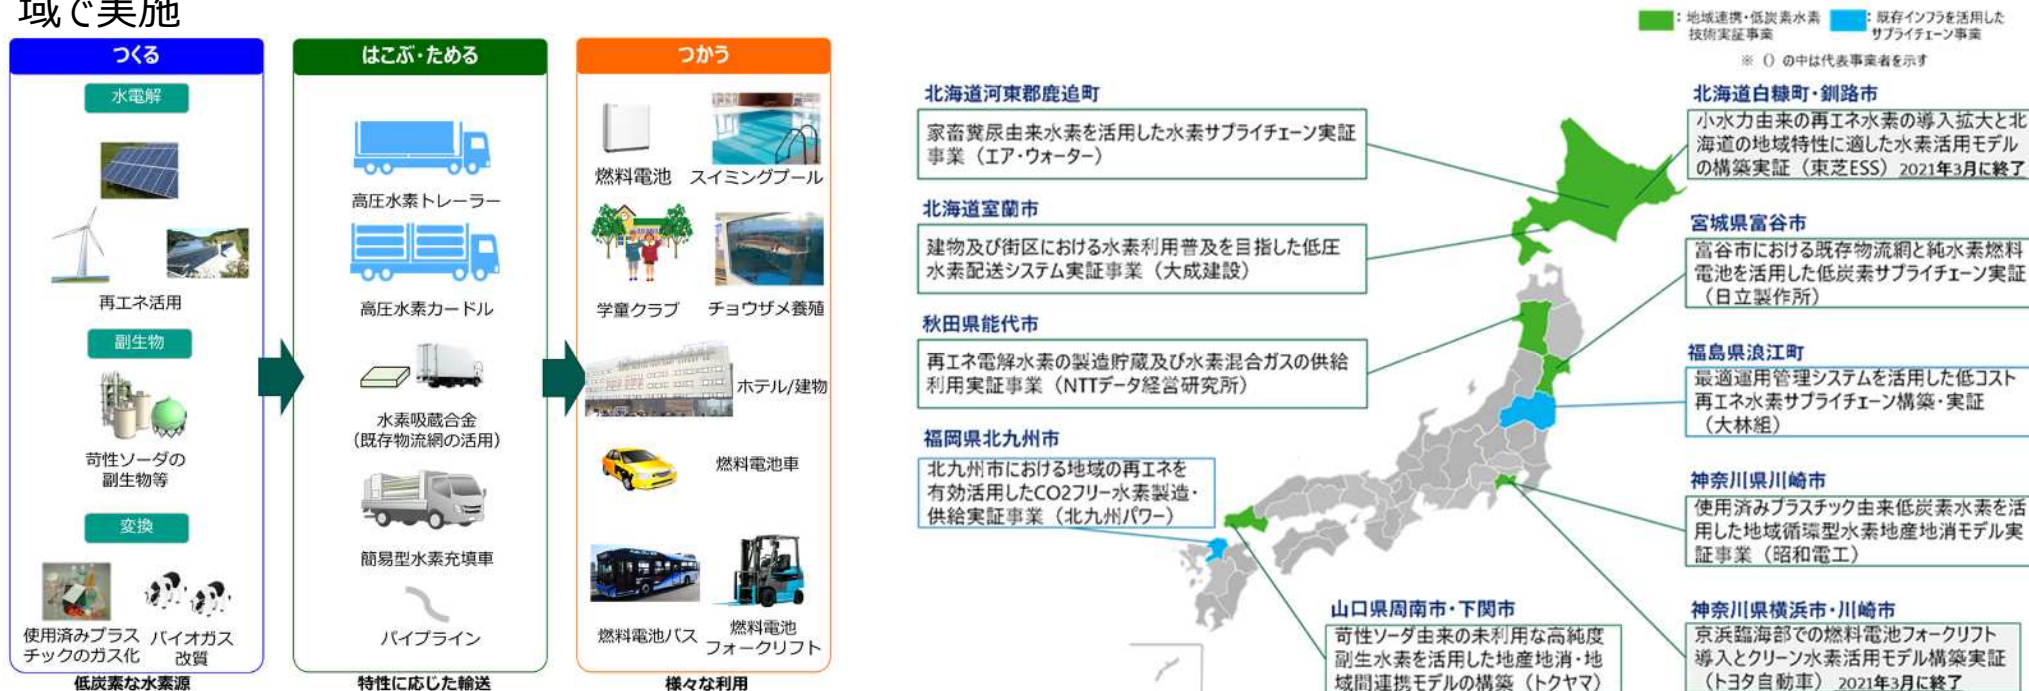 域で実施
つくる
水電解
再エネ活用
副生物
苛性ソーダの
副生物等
変換
使用済みプラス
チックのガス化
バイオガス
改質
低炭素な水素源
はこぶ・ためる
高圧水素トレーラー
高圧水素カードル
水素吸蔵合金
(既存物流網の活用)
簡易型水素充填車
パイプライン
特性に応じた輸送
つかう
燃料電池
スイミングプール
学童クラブ
チョウザメ養殖
ホテル/建物
燃料電池車
燃料電池バス
燃料電池
フォークリフト
様々な利用
：地域連携・低炭素水素
技術実証事業
：既存インフラを活用した
サプライチェーン事業
※（）の中は代表事業者を示す
北海道河東郡鹿追町
家畜糞尿由来水素を活用した水素サプライチェーン実証
事業（エア・ウォーター）
北海道室蘭市
建物及び街区における水素利用普及を目指した低圧
水素配送システム実証事業（大成建設）
秋田県能代市
再エネ電解水素の製造貯蔵及び水素混合ガスの供給
利用実証事業（NTTデータ経営研究所）
福岡県北九州市
北九州市における地域の再エネを
有効活用したCO2フリー水素製造・
供給実証事業（北九州パワー）
山口県周南市・下関市
苛性ソーダ由来の未利用な高純度
副生水素を活用した地産地消・地
域間連携モデルの構築（トクヤマ）
北海道白糠町・釧路市
小水力由来の再エネ水素の導入拡大と北
海道の地域特性に適した水素活用モデル
の構築実証（東芝ESS） 2021年3月に終了
宮城県富谷市
富谷市における既存物流網と純水素燃料
電池を活用した低炭素サプライチェーン実証
（日立製作所）
福島県浪江町
最適運用管理システムを活用した低コスト
再エネ水素サプライチェーン構築・実証
（大林組）
神奈川県川崎市
使用済みプラスチック由来低炭素水素を活
用した地域循環型水素地産地消モデル実
証事業（昭和電工）
神奈川県横浜市・川崎市
京浜臨海部での燃料電池フォークリフト
導入とクリーン水素活用モデル構築実証
（トヨタ自動車） 2021年3月に終了